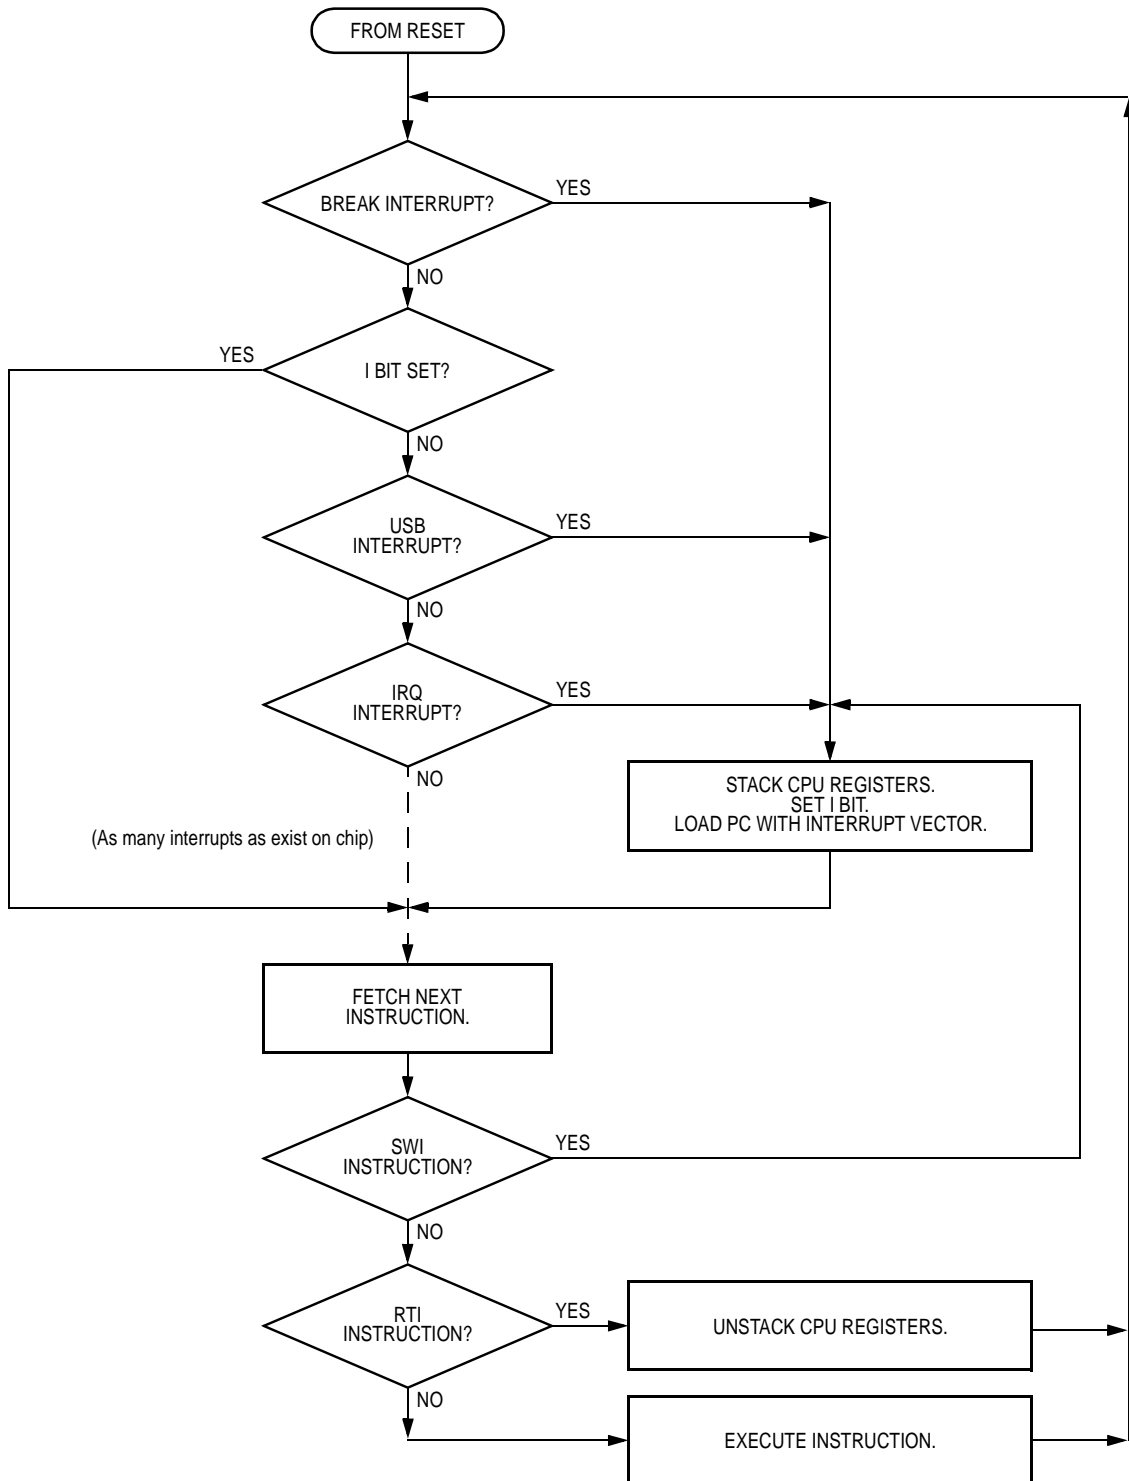 FROM RESET
BREAK INTERRUPT?
YES
NO
YES
I BIT SET?
NO
USB
INTERRUPT?
YES
NO
IRQ
INTERRUPT?
YES
NO
STACK CPU REGISTERS.
SET I BIT.
LOAD PC WITH INTERRUPT VECTOR.
(As many interrupts as exist on chip)
FETCH NEXT
INSTRUCTION.
SWI
INSTRUCTION?
YES
NO
RTI
INSTRUCTION?
YES
UNSTACK CPU REGISTERS.
NO
EXECUTE INSTRUCTION.